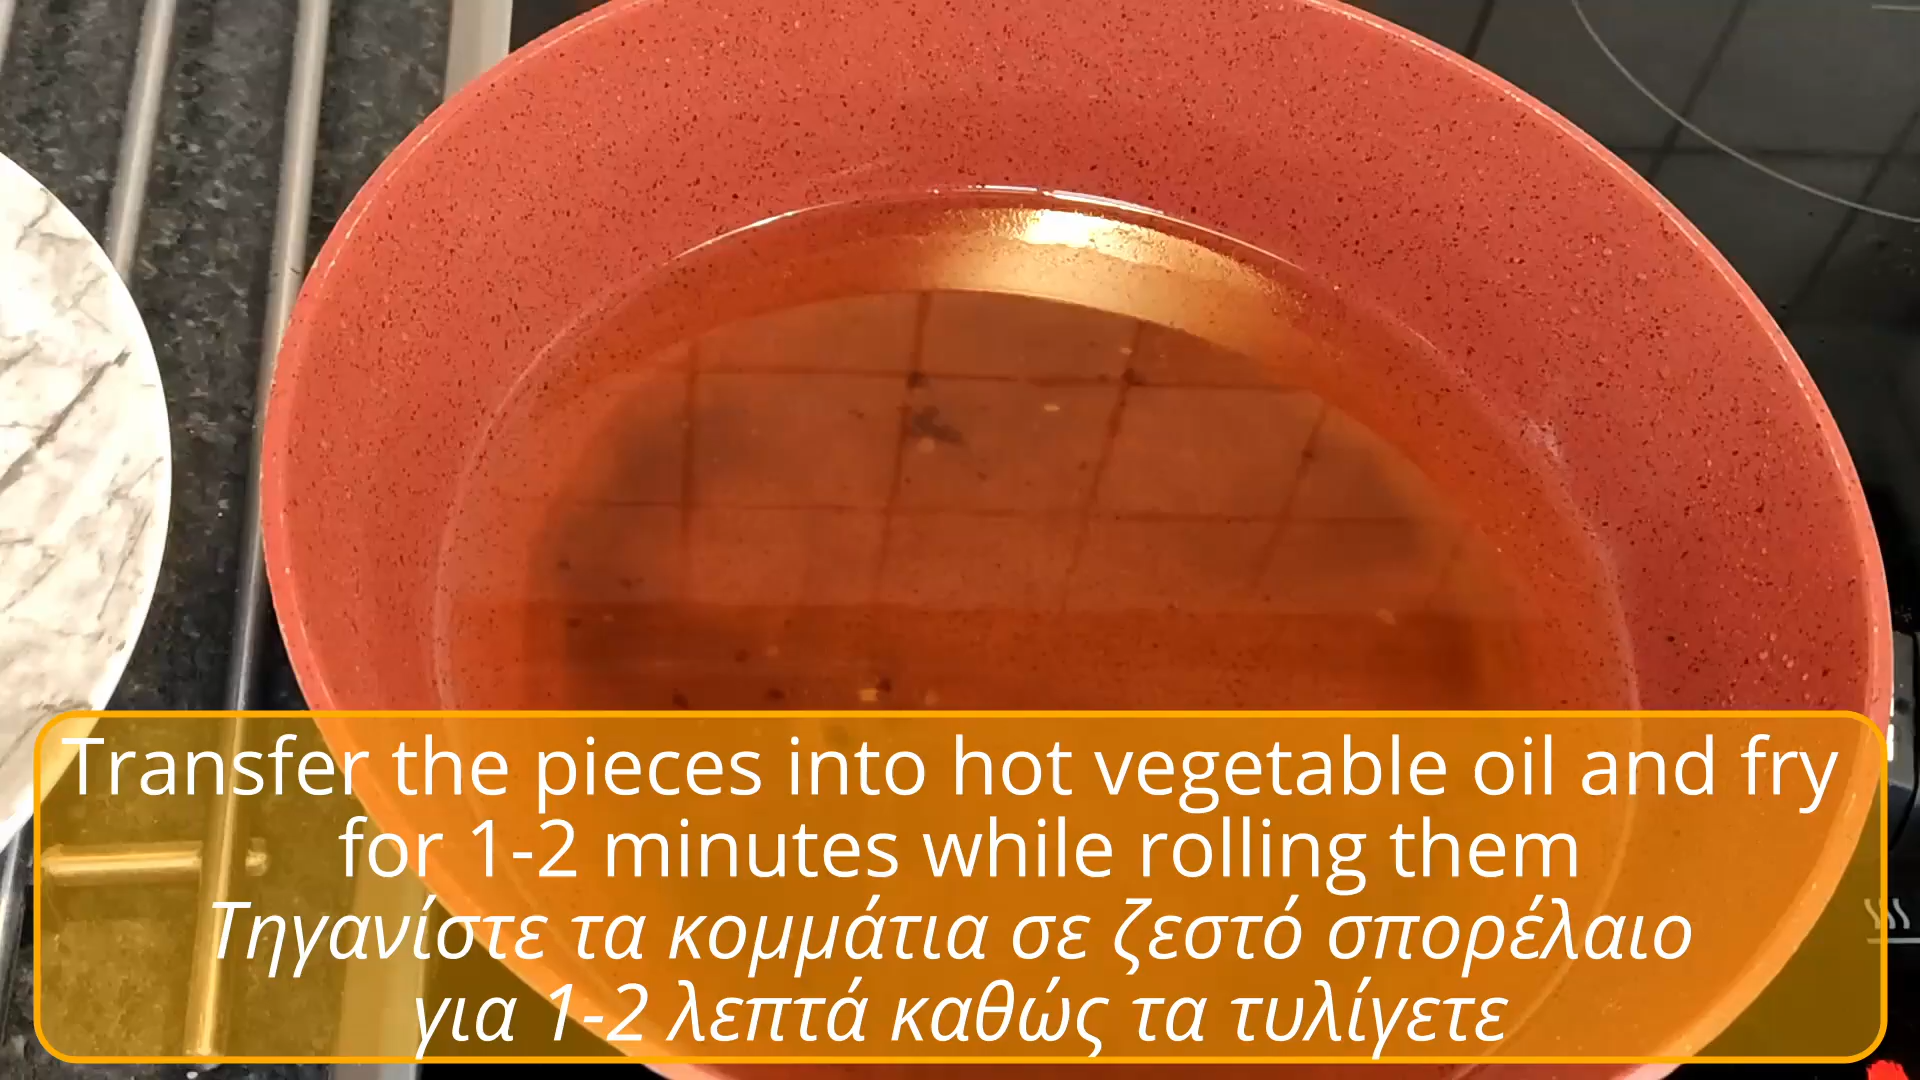 Transfer the pieces into hot vegetable oil and fry
for 1-2 minutes while rolling them
Τηγανίστε τα κομμάτια σε ζεστό σπορέλαιο
για 1-2 λεπτά καθώς τα τυλίγετε